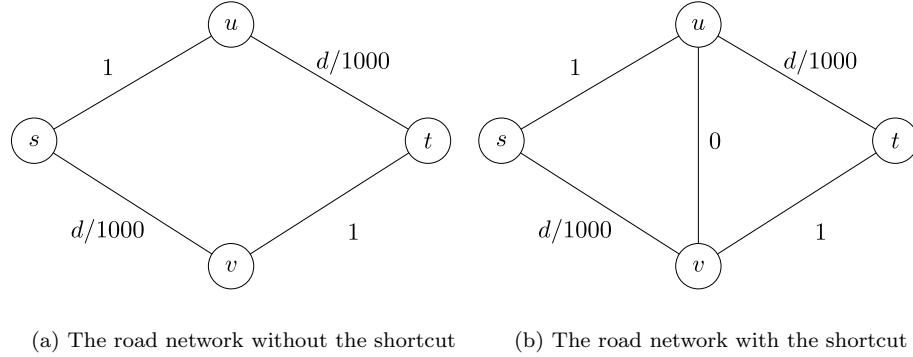 u
1
d/1000
s
t
d/1000
1
v
(a) The road network without the shortcut
u
1
d/1000
s
0
t
d/1000
1
v
(b) The road network with the shortcut